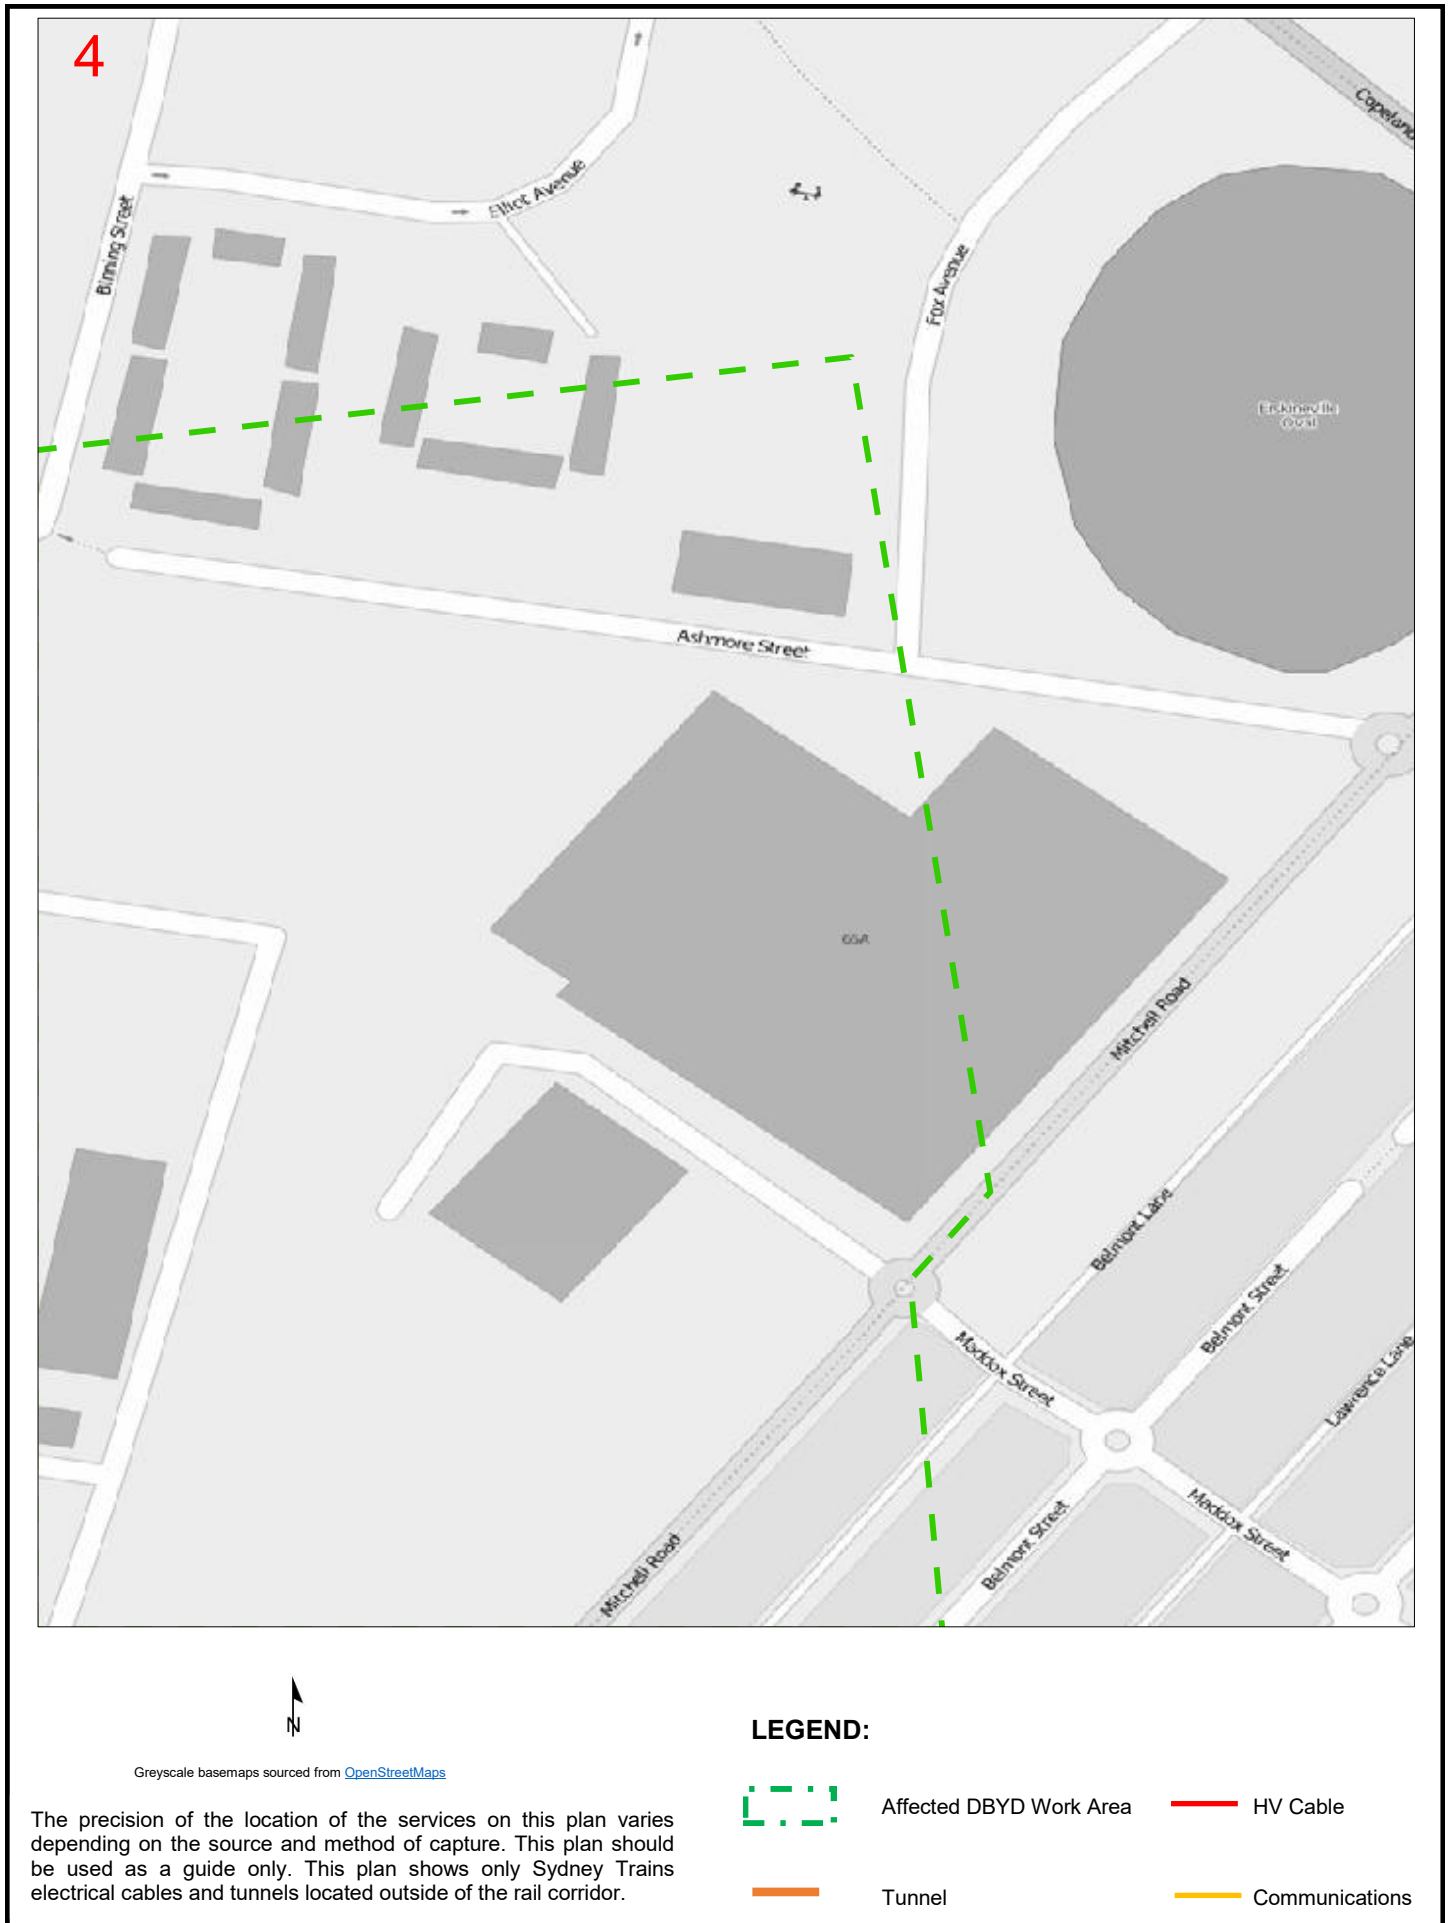 4
Copeland
Elliot Avenue
Binning Street
Fox Avenue
Erskineville
Oval
Ashmore Street
Mitchell Road
Belmont Lane
Belmont Street
Maddox Street
Lawrence Lane
Maddox Street
Belmont Street
Mitchell Road
N
Greyscale basemaps sourced from OpenStreetMaps
The precision of the location of the services on this plan varies
depending on the source and method of capture. This plan should
be used as a guide only. This plan shows only Sydney Trains
electrical cables and tunnels located outside of the rail corridor.
LEGEND:
Affected DBYD Work Area
HV Cable
Tunnel
Communications